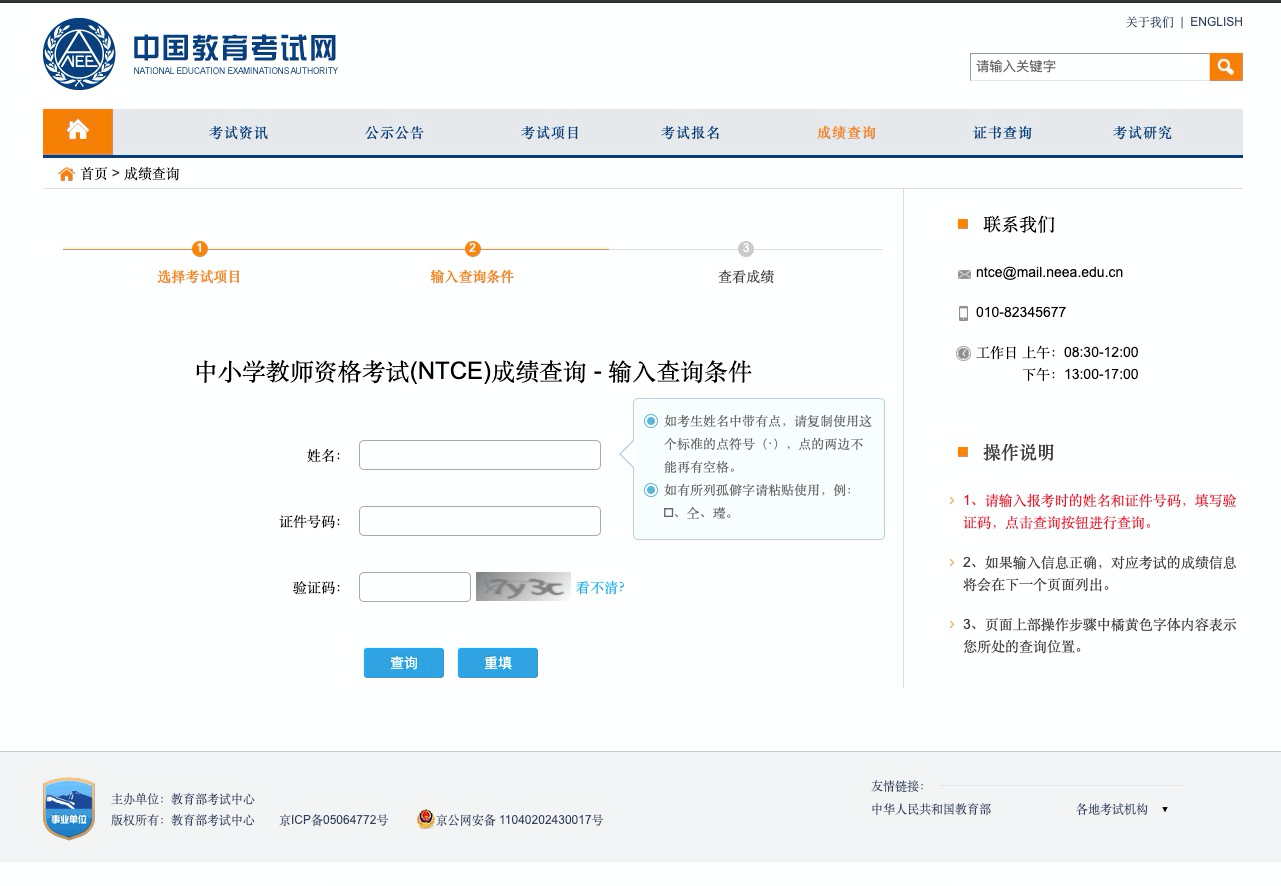 关于我们 | ENGLISH
NEEA
中国教育考试网
NATIONAL EDUCATION EXAMINATIONS AUTHORITY
请输入关键字
考试资讯 公示公告 考试项目 考试报名 成绩查询 证书查询 考试研究
首页 > 成绩查询
1 2 3
选择考试项目 输入查询条件 查看成绩
中小学教师资格考试(NTCE)成绩查询 - 输入查询条件
如考生姓名中带有点，请复制使用这
个标准的点符号（·），点的两边不
能再有空格。
如有所列孤僻字请粘贴使用，例：
、仝、瑬。
姓名：
证件号码：
验证码： 7y3c 看不清?
查询 重填
联系我们
ntce@mail.neea.edu.cn
010-82345677
工作日 上午：08:30-12:00
下午：13:00-17:00
操作说明
1、请输入报考时的姓名和证件号码，填写验
证码，点击查询按钮进行查询。
2、如果输入信息正确，对应考试的成绩信息
将会在下一个页面列出。
3、页面上部操作步骤中橘黄色字体内容表示
您所处的查询位置。
事业单位
主办单位：教育部考试中心
版权所有：教育部考试中心 京ICP备05064772号 京公网安备 11040202430017号
友情链接：
中华人民共和国教育部 各地考试机构